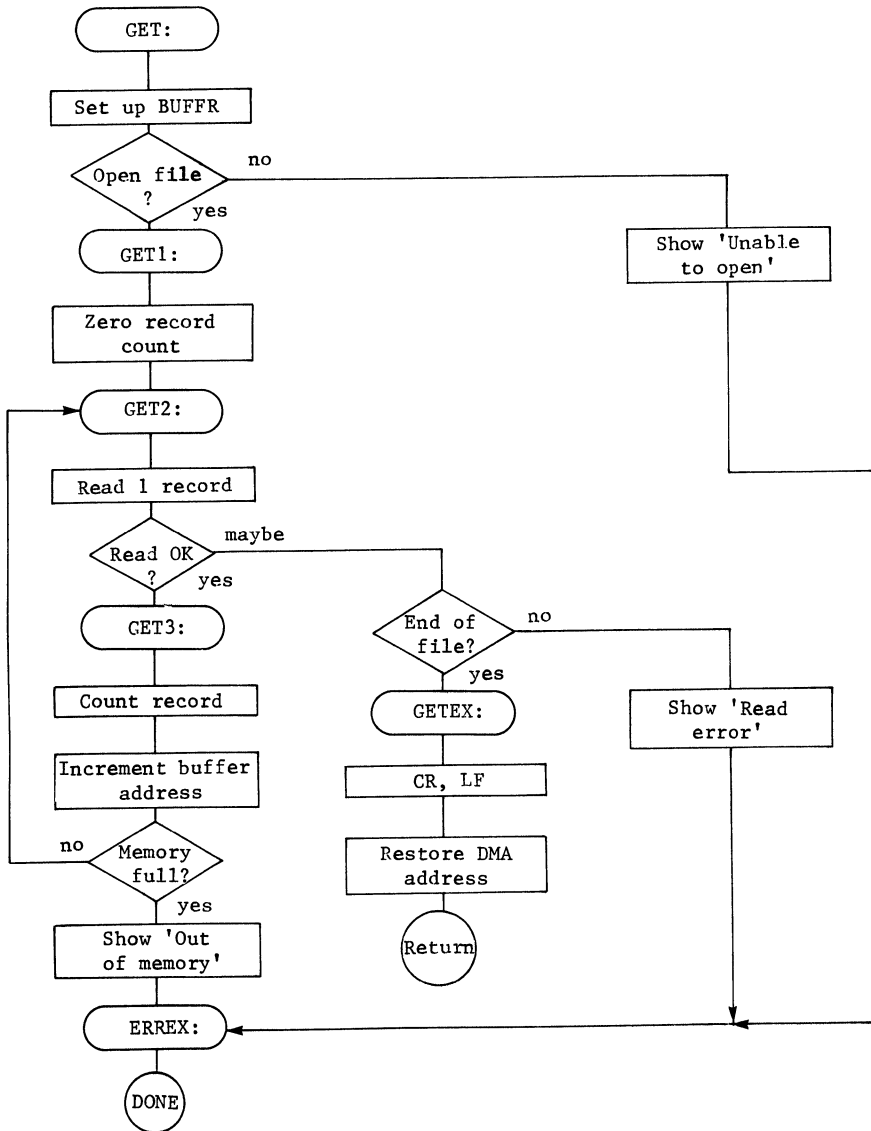 GET:
Set up BUFFR
Open file
?
no
yes
GET1:
Show 'Unable
to open'
Zero record
count
GET2:
Read 1 record
Read OK
?
maybe
yes
GET3:
End of
file?
no
yes
Count record
GETEX:
Show 'Read
error'
Increment buffer
address
CR, LF
Memory
full?
no
yes
Restore DMA
address
Show 'Out
of memory'
Return
ERREX:
DONE